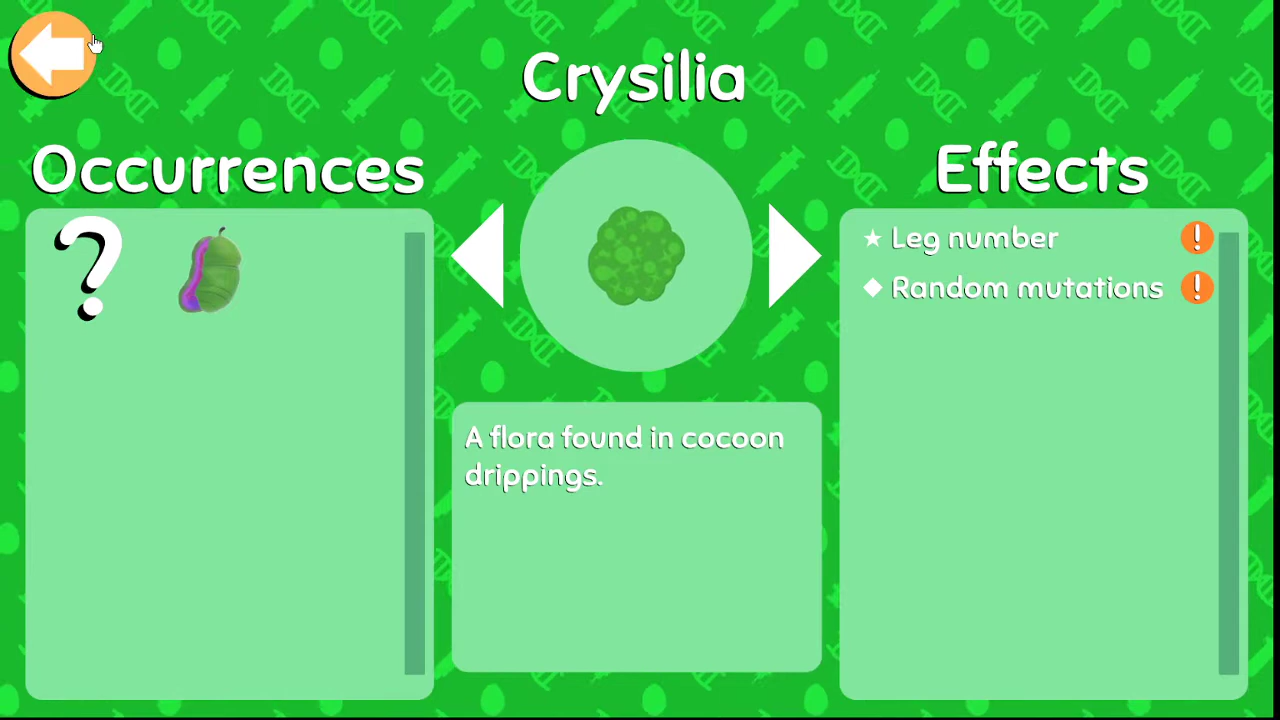 Crysilia
Occurrences
?
Effects
Leg number !
Random mutations !
A flora found in cocoon
drippings.